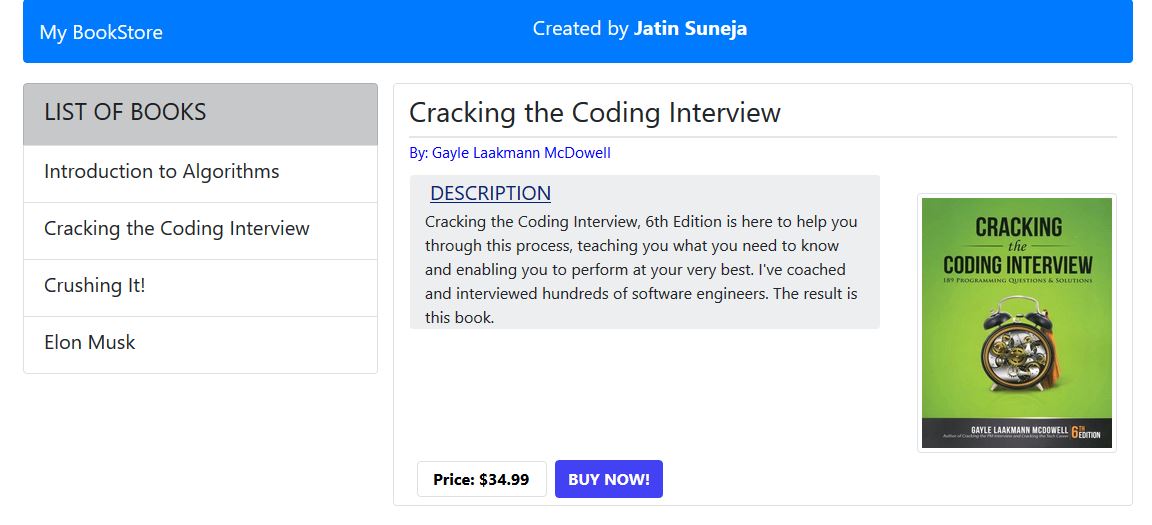 My BookStore
Created by Jatin Suneja
LIST OF BOOKS
Introduction to Algorithms
Cracking the Coding Interview
Crushing It!
Elon Musk
Cracking the Coding Interview
By: Gayle Laakmann McDowell
DESCRIPTION
Cracking the Coding Interview, 6th Edition is here to help you
through this process, teaching you what you need to know
and enabling you to perform at your very best. I've coached
and interviewed hundreds of software engineers. The result is
this book.
CRACKING
the
CODING INTERVIEW
189 PROGRAMMING QUESTIONS & SOLUTIONS
GAYLE LAAKMANN MCDOWELL
Author of Cracking the PM Interview and Cracking the Tech Career
6TH EDITION
Price: $34.99
BUY NOW!